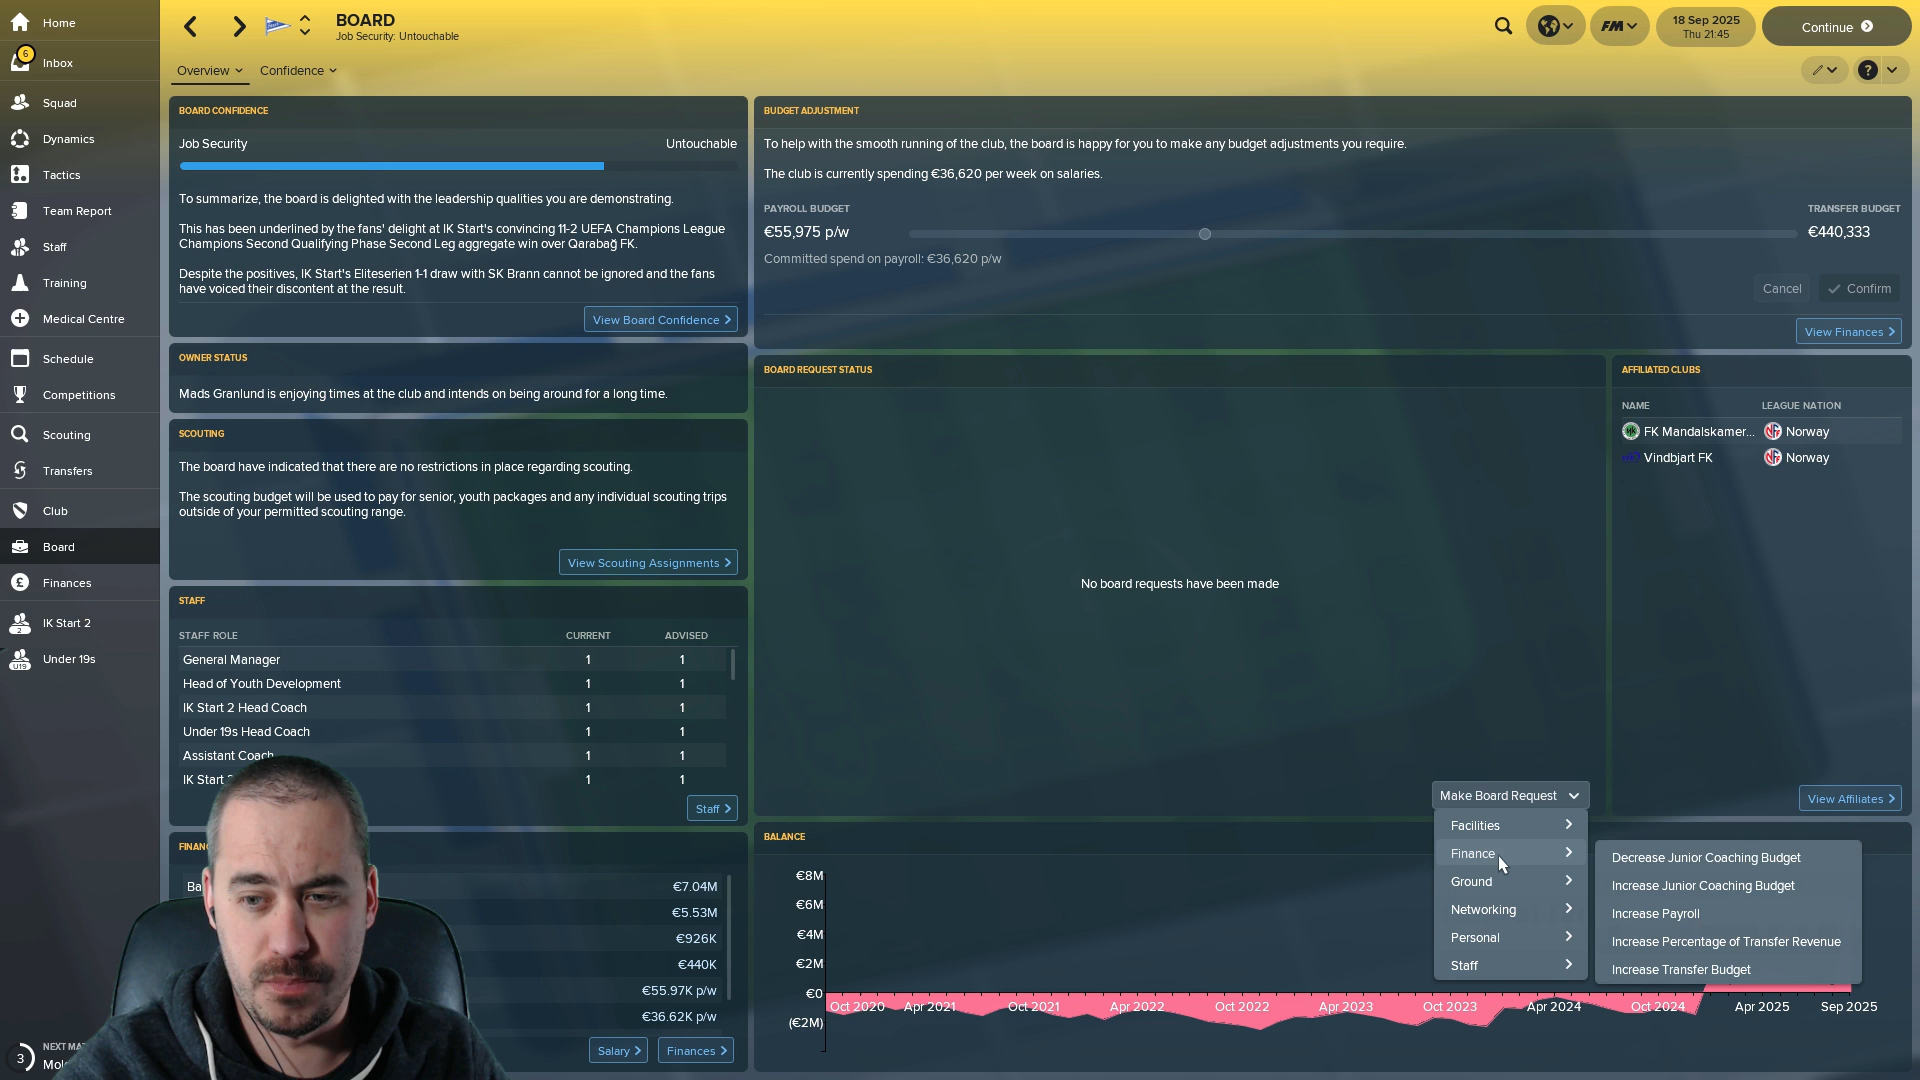 Home
6
Inbox
Squad
Dynamics
Tactics
Team Report
Staff
Training
Medical Centre
Schedule
Competitions
Scouting
Transfers
Club
Board
Finances
IK Start 2
2
Under 19s
U19
3
NEXT MA
Mol
BOARD
Job Security: Untouchable
FM
18 Sep 2025
Thu 21:45
Continue
Overview
Confidence
?
BOARD CONFIDENCE
Job Security Untouchable
To summarize, the board is delighted with the leadership qualities you are demonstrating.
This has been underlined by the fans' delight at IK Start's convincing 11-2 UEFA Champions League
Champions Second Qualifying Phase Second Leg aggregate win over Qarabağ FK.
Despite the positives, IK Start's Eliteserien 1-1 draw with SK Brann cannot be ignored and the fans
have voiced their discontent at the result.
View Board Confidence
OWNER STATUS
Mads Granlund is enjoying times at the club and intends on being around for a long time.
SCOUTING
The board have indicated that there are no restrictions in place regarding scouting.
The scouting budget will be used to pay for senior, youth packages and any individual scouting trips
outside of your permitted scouting range.
View Scouting Assignments
STAFF
STAFF ROLE CURRENT ADVISED
General Manager 1 1
Head of Youth Development 1 1
IK Start 2 Head Coach 1 1
Under 19s Head Coach 1 1
Assistant Coach 1 1
IK Start 1 1
Staff
FINANC
Ba €7.04M
€5.53M
€926K
€440K
€55.97K p/w
€36.62K p/w
Salary
Finances
BUDGET ADJUSTMENT
To help with the smooth running of the club, the board is happy for you to make any budget adjustments you require.
The club is currently spending €36,620 per week on salaries.
PAYROLL BUDGET TRANSFER BUDGET
€55,975 p/w €440,333
Committed spend on payroll: €36,620 p/w
Cancel
Confirm
View Finances
BOARD REQUEST STATUS
No board requests have been made
Make Board Request
Facilities
Finance
Ground
Networking
Personal
Staff
Decrease Junior Coaching Budget
Increase Junior Coaching Budget
Increase Payroll
Increase Percentage of Transfer Revenue
Increase Transfer Budget
AFFILIATED CLUBS
NAME LEAGUE NATION
FK Mandalskamer... Norway
Vindbjart FK Norway
View Affiliates
BALANCE
€8M
€6M
€4M
€2M
€0
(€2M)
Oct 2020 Apr 2021 Oct 2021 Apr 2022 Oct 2022 Apr 2023 Oct 2023 Apr 2024 Oct 2024 Apr 2025 Sep 2025